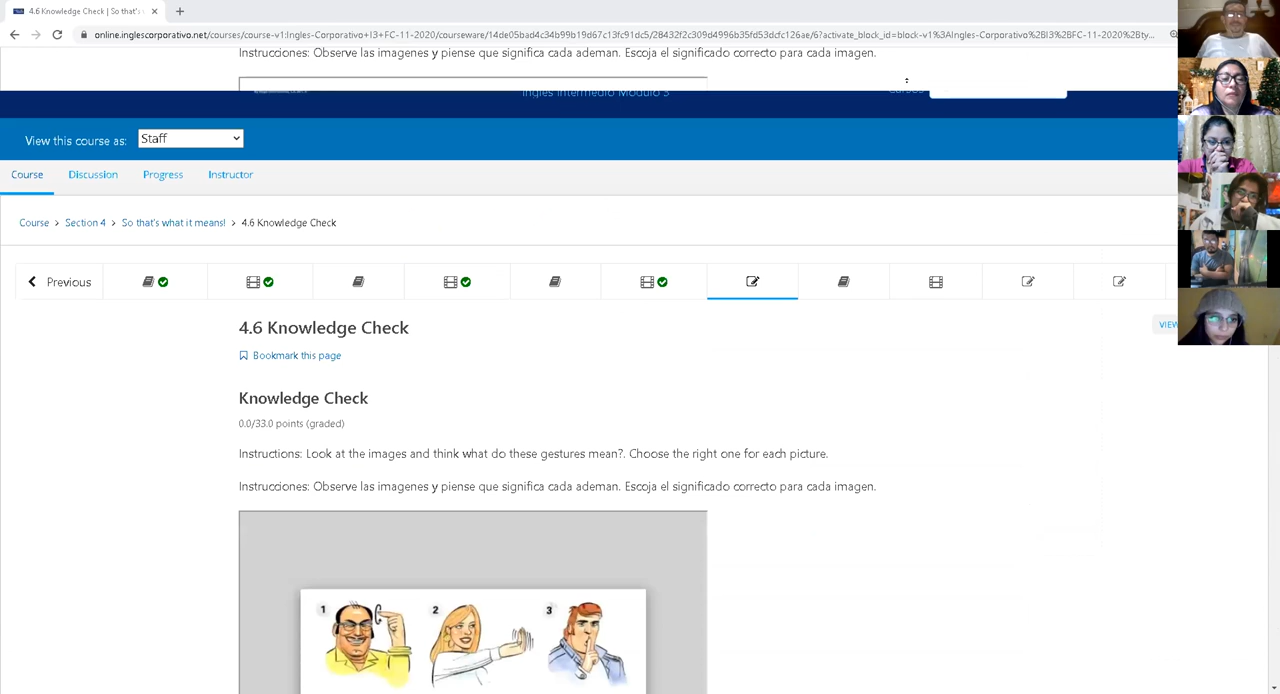 4.6 Knowledge Check | So that's
online.inglescorporativo.net/courses/course-v1:Ingles-Corporativo+I3+FC-11-2020/courseware/14de05bad4c34b99b19d67c13fc91dc5/28432f2c309d4996b35fd53dcfc126ae/6?activate_block_id=block-v1%3AIngles-Corporativo%2BI3%2BFC-11-2020%2Bty...
Instrucciones: Observe las imagenes y piense que significa cada ademan. Escoja el significado correcto para cada imagen.
Ingles Intermedio Modulo 3
View this course as: Staff
Course Discussion Progress Instructor
Course > Section 4 > So that's what it means! > 4.6 Knowledge Check
Previous
4.6 Knowledge Check
VIEW
Bookmark this page
Knowledge Check
0.0/33.0 points (graded)
Instructions: Look at the images and think what do these gestures mean?. Choose the right one for each picture.
Instrucciones: Observe las imagenes y piense que significa cada ademan. Escoja el significado correcto para cada imagen.
1 2 3